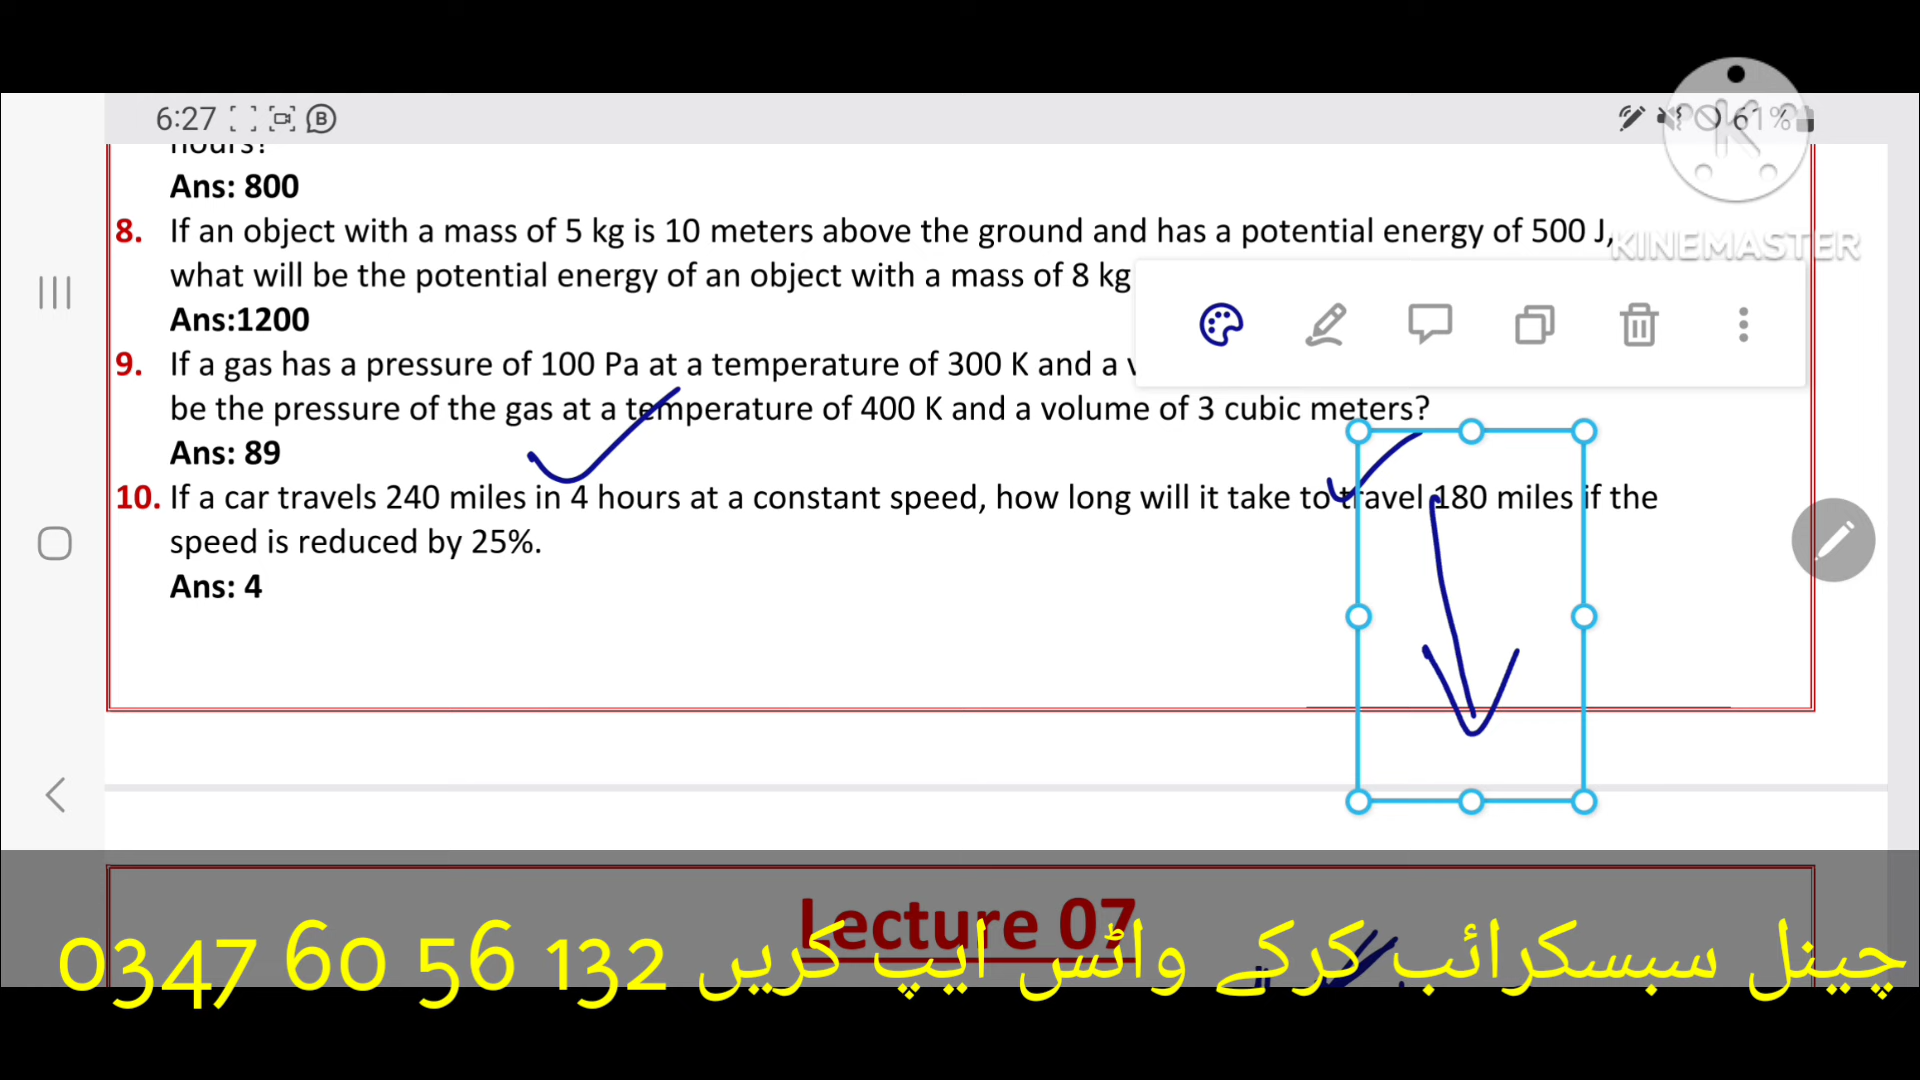 6:27 B 61%
hours?
Ans: 800
8. If an object with a mass of 5 kg is 10 meters above the ground and has a potential energy of 500 J,
KINEMASTER
what will be the potential energy of an object with a mass of 8 kg
Ans:1200
9. If a gas has a pressure of 100 Pa at a temperature of 300 K and a
be the pressure of the gas at a temperature of 400 K and a volume of 3 cubic meters?
Ans: 89
10. If a car travels 240 miles in 4 hours at a constant speed, how long will it take to travel 180 miles if the
speed is reduced by 25%.
Ans: 4
Lecture 07
چینل سبسکرائب کرکے واٹس ایپ کریں 0347 60 56 132